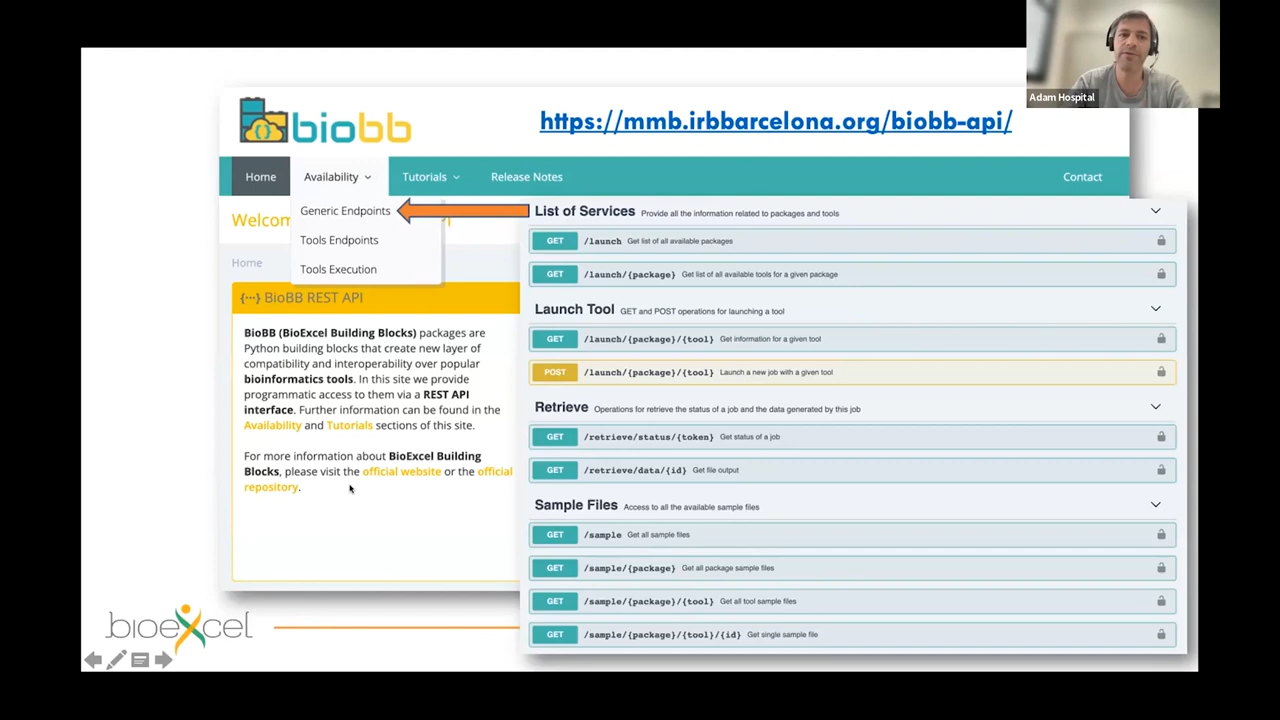 Adam Hospital
biobb
https://mmb.irbbarcelona.org/biobb-api/
Home
Availability
Tutorials
Release Notes
Contact
Generic Endpoints
Tools Endpoints
Tools Execution
Welcom
Home
{···} BioBB REST API
BioBB (BioExcel Building Blocks) packages are
Python building blocks that create new layer of
compatibility and interoperability over popular
bioinformatics tools. In this site we provide
programmatic access to them via a REST API
interface. Further information can be found in the
Availability and Tutorials sections of this site.
For more information about BioExcel Building
Blocks, please visit the official website or the official
repository.
List of Services Provide all the information related to packages and tools
GET /launch Get list of all available packages
GET /launch/{package} Get list of all available tools for a given package
Launch Tool GET and POST operations for launching a tool
GET /launch/{package}/{tool} Get information for a given tool
POST /launch/{package}/{tool} Launch a new job with a given tool
Retrieve Operations for retrieve the status of a job and the data generated by this job
GET /retrieve/status/{token} Get status of a job
GET /retrieve/data/{id} Get file output
Sample Files Access to all the available sample files
GET /sample Get all sample files
GET /sample/{package} Get all package sample files
GET /sample/{package}/{tool} Get all tool sample files
GET /sample/{package}/{tool}/{id} Get single sample file
bioexcel